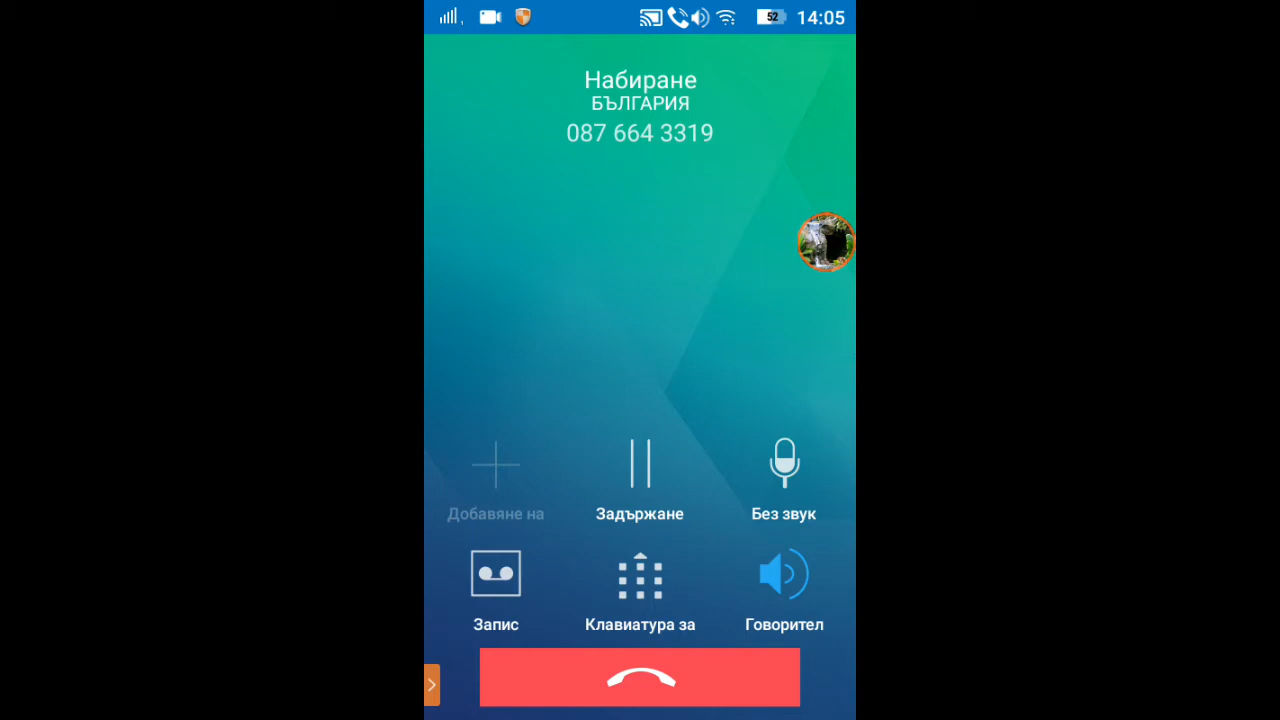 52 14:05
Набиране
БЪЛГАРИЯ
087 664 3319
Добавяне на Задържане Без звук
Запис Клавиатура за Говорител